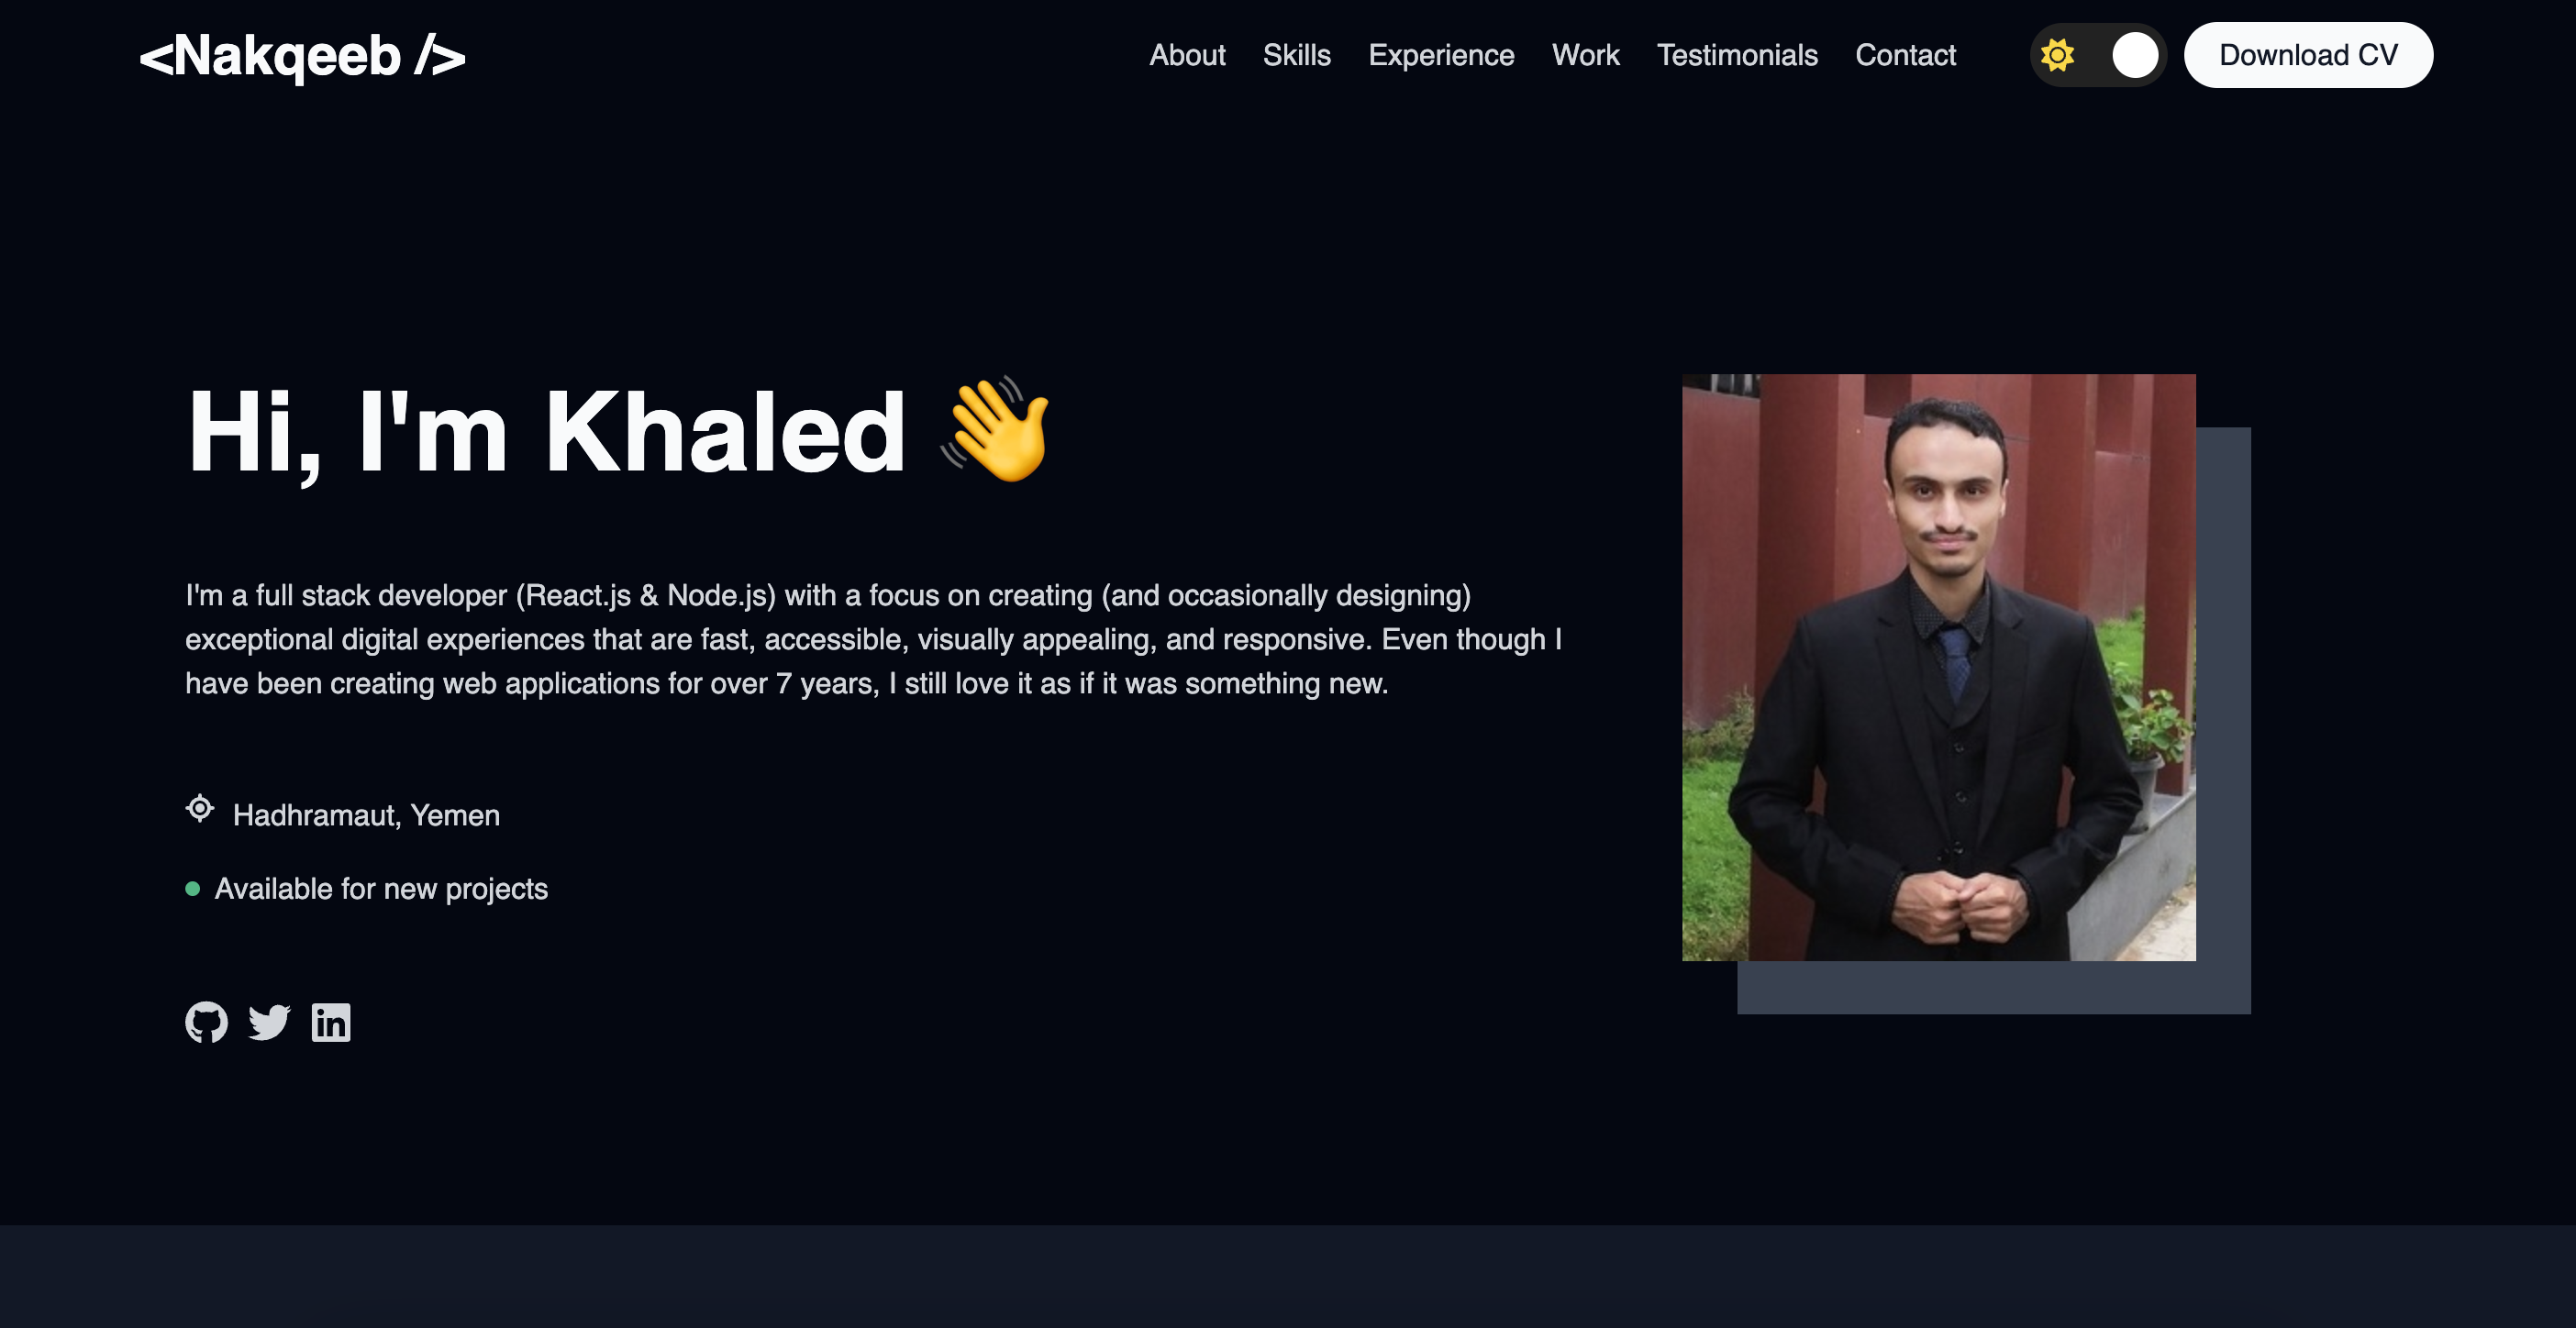 <Nakqeeb />
About Skills Experience Work Testimonials Contact Download CV
Hi, I'm Khaled 👋
I'm a full stack developer (React.js & Node.js) with a focus on creating (and occasionally designing)
exceptional digital experiences that are fast, accessible, visually appealing, and responsive. Even though I
have been creating web applications for over 7 years, I still love it as if it was something new.
Hadhramaut, Yemen
Available for new projects
in